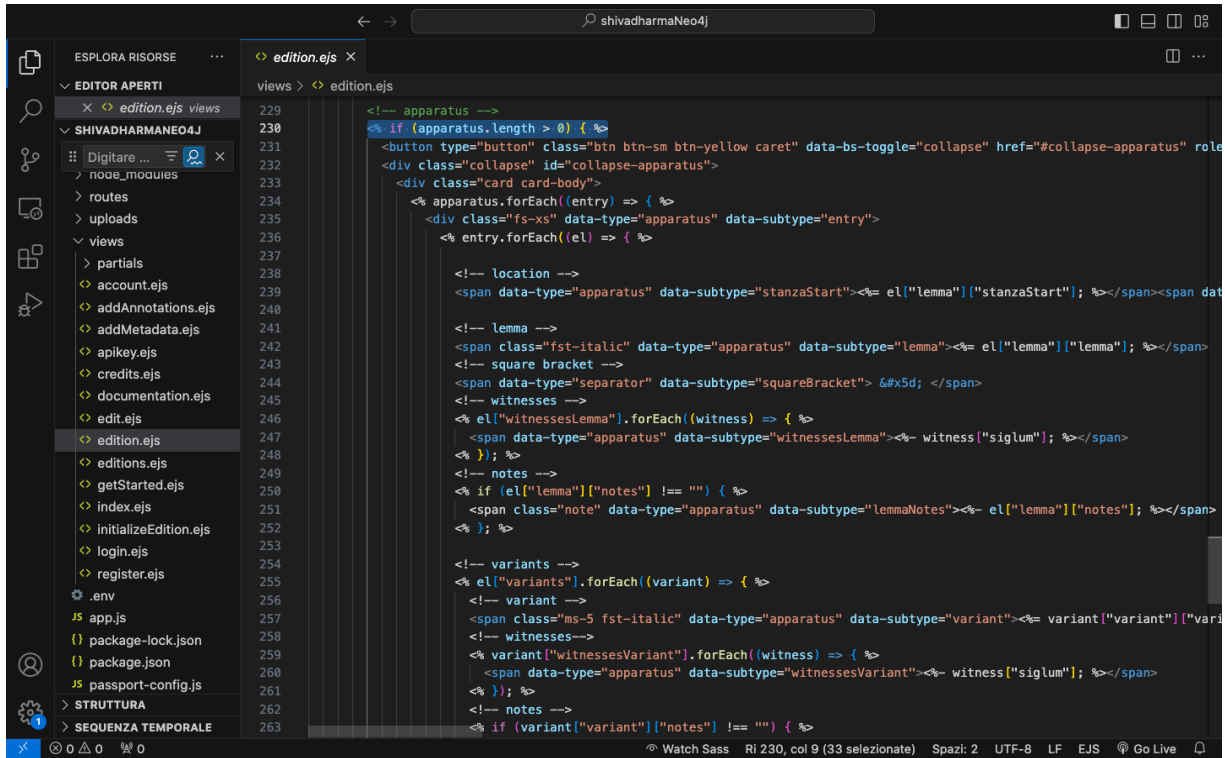 shivadharmaNeo4j
ESPLORA RISORSE ...
EDITOR APERTI
edition.ejs views
SHIVADHARMANEO4J
Digitare ...
node_modules
routes
uploads
views
partials
account.ejs
addAnnotations.ejs
addMetadata.ejs
apikey.ejs
credits.ejs
documentation.ejs
edit.ejs
edition.ejs
editions.ejs
getStarted.ejs
index.ejs
initializeEdition.ejs
login.ejs
register.ejs
.env
JS app.js
{} package-lock.json
{} package.json
JS passport-config.js
STRUTTURA
SEQUENZA TEMPORALE
1
edition.ejs
views > edition.ejs
229 <!-- apparatus -->
230 <% if (apparatus.length > 0) { %>
231 <button type="button" class="btn btn-sm btn-yellow caret" data-bs-toggle="collapse" href="#collapse-apparatus" role
232 <div class="collapse" id="collapse-apparatus">
233 <div class="card card-body">
234 <% apparatus.forEach((entry) => { %>
235 <div class="fs-xs" data-type="apparatus" data-subtype="entry">
236 <% entry.forEach((el) => { %>
237
238 <!-- location -->
239 <span data-type="apparatus" data-subtype="stanzaStart"><%= el["lemma"]["stanzaStart"]; %></span><span dat
240
241 <!-- lemma -->
242 <span class="fst-italic" data-type="apparatus" data-subtype="lemma"><%= el["lemma"]["lemma"]; %></span>
243 <!-- square bracket -->
244 <span data-type="separator" data-subtype="squareBracket"> &#x5d; </span>
245 <!-- witnesses -->
246 <% el["witnessesLemma"].forEach((witness) => { %>
247 <span data-type="apparatus" data-subtype="witnessesLemma"><%- witness["siglum"]; %></span>
248 <% }); %>
249 <!-- notes -->
250 <% if (el["lemma"]["notes"] !== "") { %>
251 <span class="note" data-type="apparatus" data-subtype="lemmaNotes"><%- el["lemma"]["notes"]; %></span>
252 <% }; %>
253
254 <!-- variants -->
255 <% el["variants"].forEach((variant) => { %>
256 <!-- variant -->
257 <span class="ms-5 fst-italic" data-type="apparatus" data-subtype="variant"><%= variant["variant"]["vari
258 <!-- witnesses-->
259 <% variant["witnessesVariant"].forEach((witness) => { %>
260 <span data-type="apparatus" data-subtype="witnessesVariant"><%- witness["siglum"]; %></span>
261 <% }); %>
262 <!-- notes -->
263 <% if (variant["variant"]["notes"] !== "") { %>
0 0 0 Watch Sass Ri 230, col 9 (33 selezionate) Spazi: 2 UTF-8 LF EJS Go Live